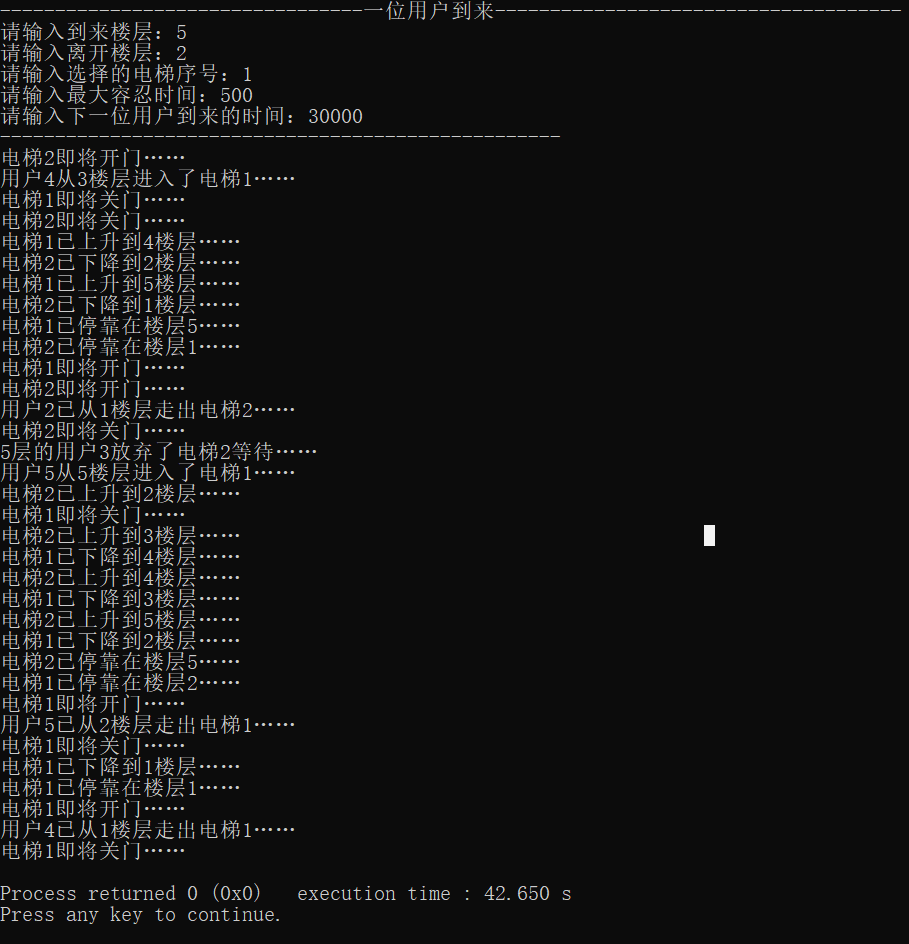 ---------------------------------一位用户到来-------------------------------------
请输入到来楼层：5
请输入离开楼层：2
请输入选择的电梯序号：1
请输入最大容忍时间：500
请输入下一位用户到来的时间：30000
---------------------------------------------------
电梯2即将开门……
用户4从3楼层进入了电梯1……
电梯1即将关门……
电梯2即将关门……
电梯1已上升到4楼层……
电梯2已下降到2楼层……
电梯1已上升到5楼层……
电梯2已下降到1楼层……
电梯1已停靠在楼层5……
电梯2已停靠在楼层1……
电梯1即将开门……
电梯2即将开门……
用户2已从1楼层走出电梯2……
电梯2即将关门……
5层的用户3放弃了电梯2等待……
用户5从5楼层进入了电梯1……
电梯2已上升到2楼层……
电梯1即将关门……
电梯2已上升到3楼层……
电梯1已下降到4楼层……
电梯2已上升到4楼层……
电梯1已下降到3楼层……
电梯2已上升到5楼层……
电梯1已下降到2楼层……
电梯2已停靠在楼层5……
电梯1已停靠在楼层2……
电梯1即将开门……
用户5已从2楼层走出电梯1……
电梯1即将关门……
电梯1已下降到1楼层……
电梯1已停靠在楼层1……
电梯1即将开门……
用户4已从1楼层走出电梯1……
电梯1即将关门……
Process returned 0 (0x0)   execution time : 42.650 s
Press any key to continue.